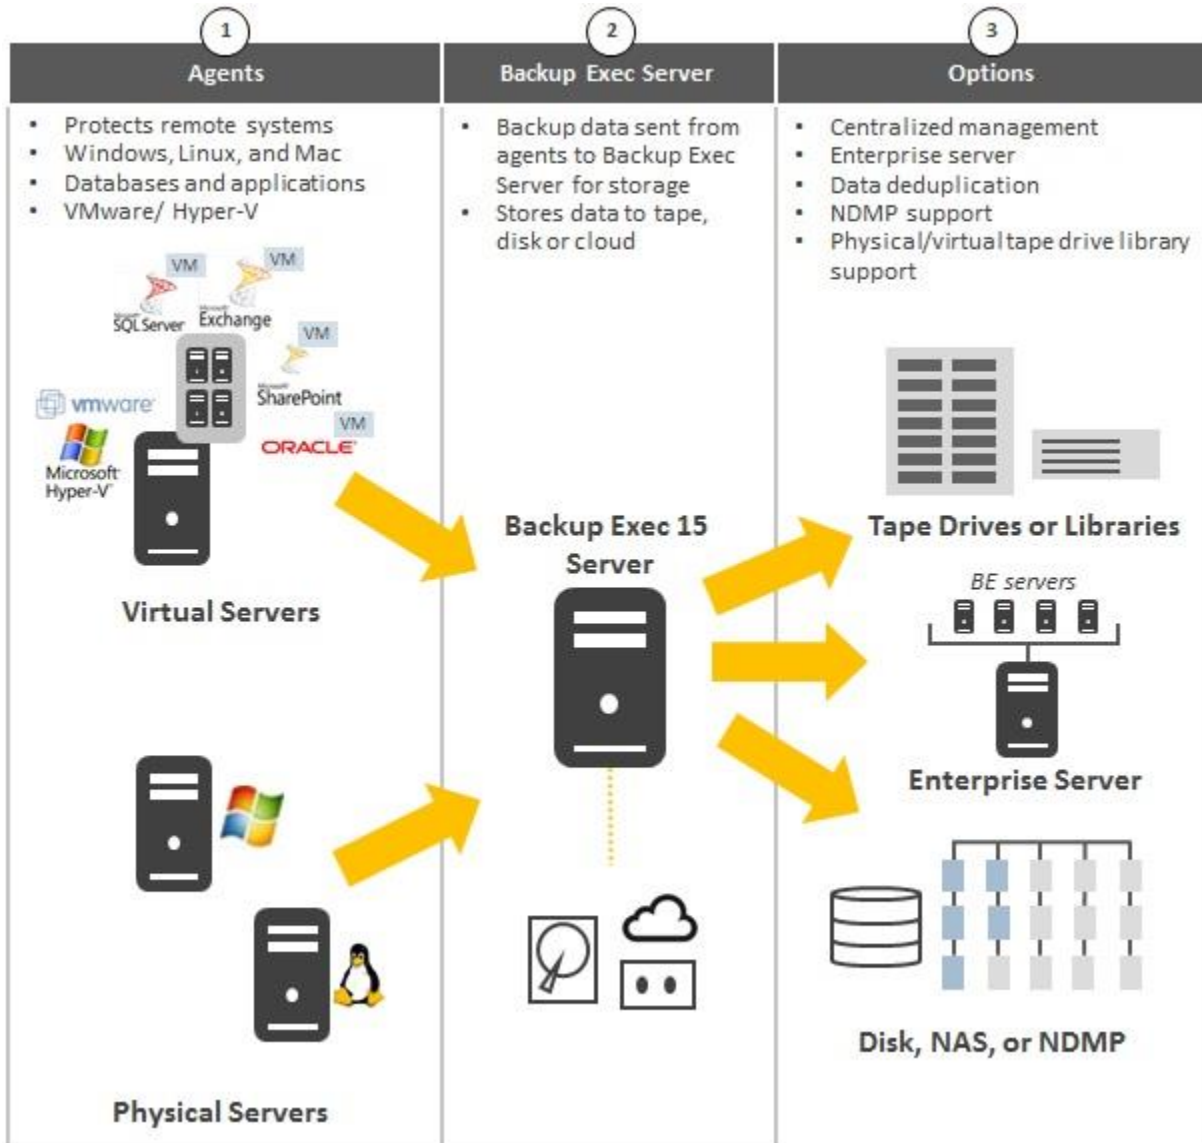 1
Agents
• Protects remote systems
• Windows, Linux, and Mac
• Databases and applications
• VMware/ Hyper-V
VM
VM
Microsoft
SQL Server
Microsoft
Exchange
VM
Microsoft
SharePoint
vmware
VM
ORACLE
Microsoft
Hyper-V
Virtual Servers
Physical Servers
2
Backup Exec Server
• Backup data sent from
agents to Backup Exec
Server for storage
• Stores data to tape,
disk or cloud
Backup Exec 15
Server
3
Options
• Centralized management
• Enterprise server
• Data deduplication
• NDMP support
• Physical/virtual tape drive library
support
Tape Drives or Libraries
BE servers
Enterprise Server
Disk, NAS, or NDMP